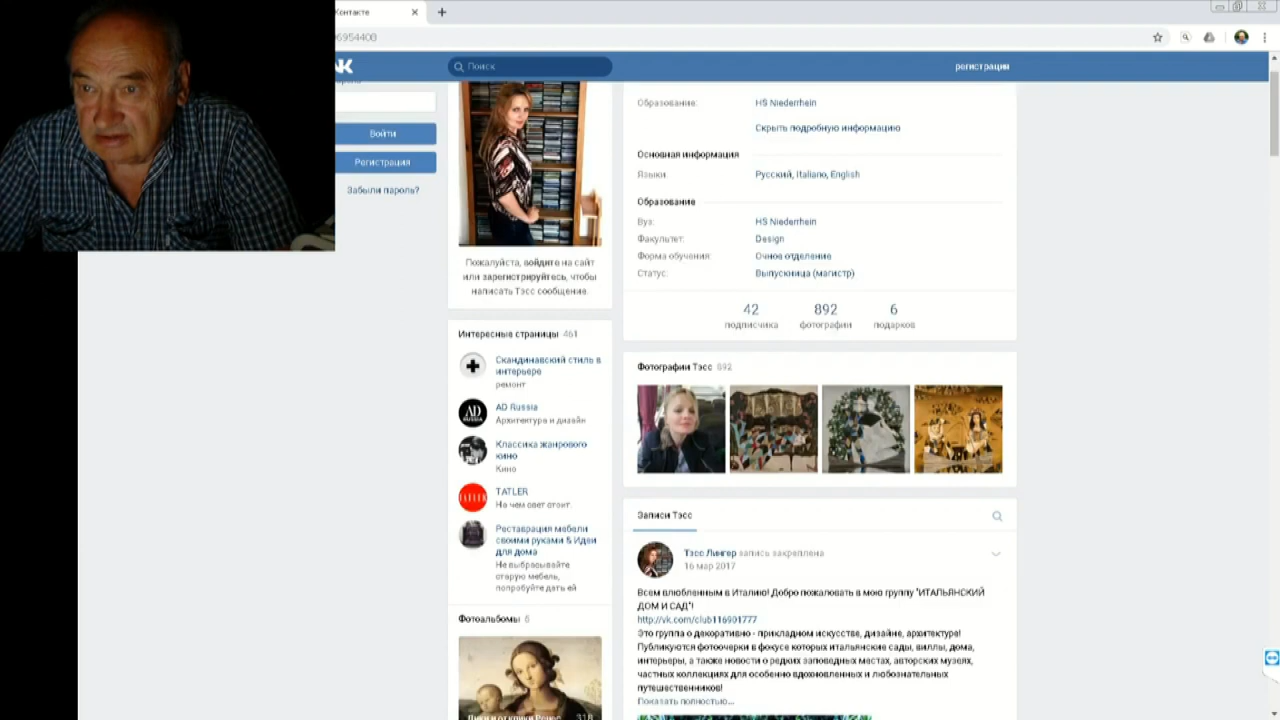 Контакте
96954408
Поиск
регистрации
Войти
Регистрация
Забыли пароль?
Пожалуйста, войдите на сайт
или зарегистрируйтесь, чтобы
написать Тэсс сообщение.
Интересные страницы 461
Скандинавский стиль в
интерьере
ремонт
AD Russia
Архитектура и дизайн
Классика жанрового
кино
Кино
TATLER
На чем свет стоит.
Реставрация мебели
своими руками & Идеи
для дома
Не выбрасывайте
старую мебель,
попробуйте дать ей
Фотоальбомы 6
318
Образование: HS Niederrhein
Скрыть подробную информацию
Основная информация
Языки: Русский, Italiano, English
Образование
Вуз: HS Niederrhein
Факультет: Design
Форма обучения: Очное отделение
Статус: Выпускница (магистр)
42 892 6
подписчика фотографии подарков
Фотографии Тэсс 892
Записи Тэсс
Тэсс Лингер запись закреплена
16 мар 2017
Всем влюбленным в Италию! Добро пожаловать в мою группу "ИТАЛЬЯНСКИЙ
ДОМ И САД"!
http://vk.com/club116901777
Это группа о декоративно - прикладном искусстве, дизайне, архитектуре!
Публикуются фотоочерки в фокусе которых итальянские сады, виллы, дома,
интерьеры, а также новости о редких заповедных местах, авторских музеях,
частных коллекциях для особенно вдохновленных и любознательных
путешественников!
Показать полностью...